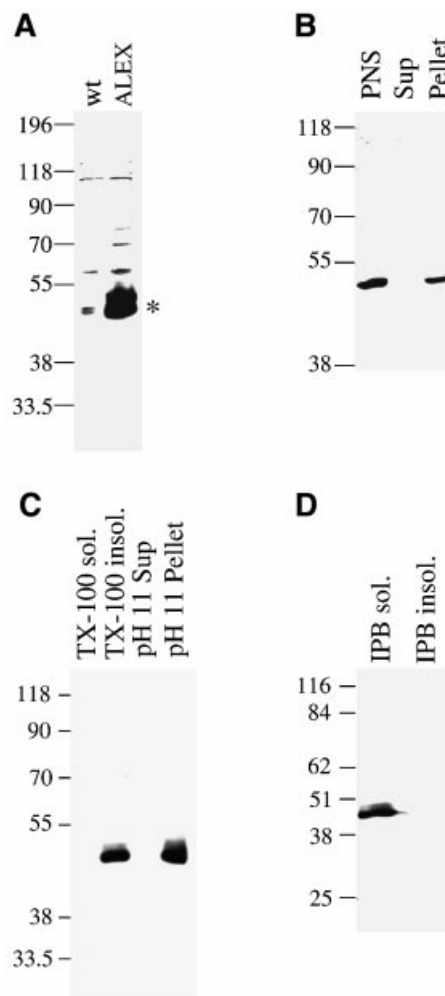 A
wt
ALEX
196
118
90
70
55
*
38
33.5
B
PNS
Sup
Pellet
118
90
70
55
38
C
TX-100 sol.
TX-100 insol.
pH 11 Sup
pH 11 Pellet
118
90
70
55
38
33.5
D
IPB sol.
IPB insol.
116
84
62
51
38
25